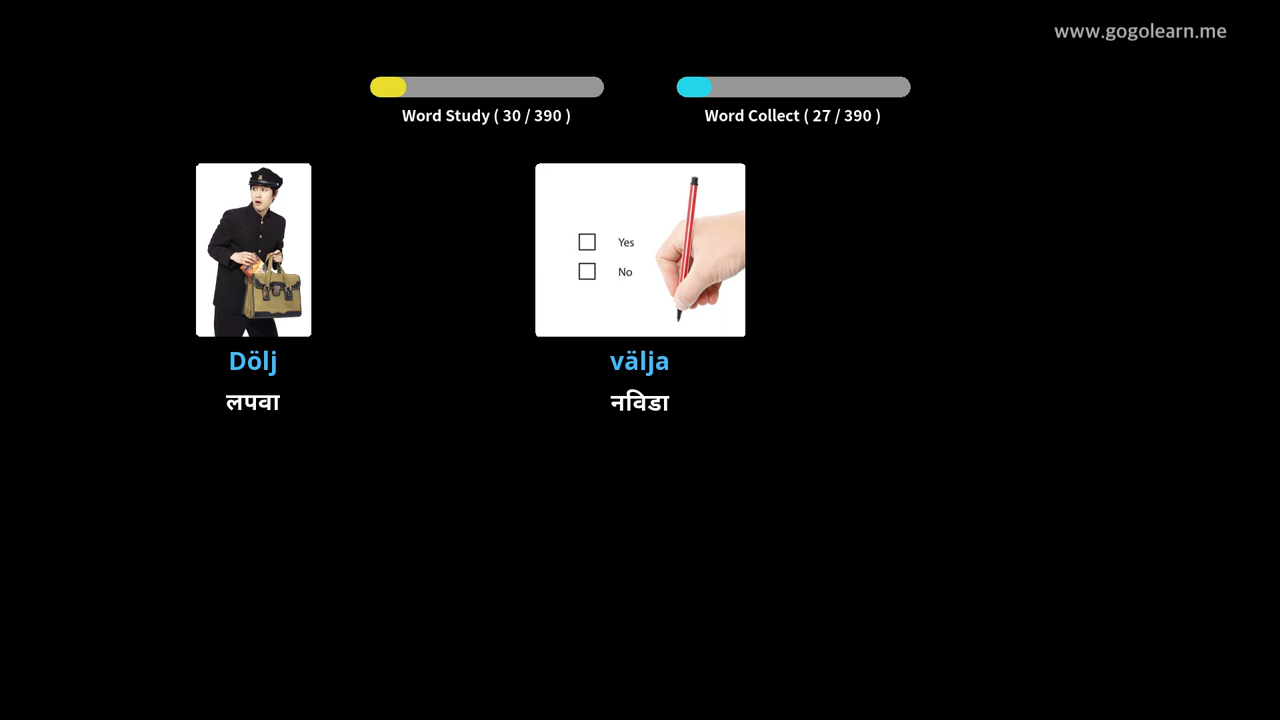 www.gogolearn.me
Word Study ( 30 / 390 )
Word Collect ( 27 / 390 )
Yes
No
Dölj
välja
लपवा
नविडा